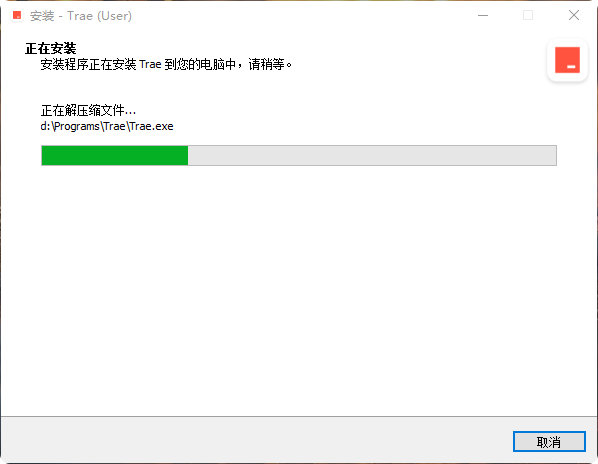 安装 - Trae (User)
正在安装
安装程序正在安装 Trae 到您的电脑中，请稍等。
正在解压缩文件...
d:\Programs\Trae\Trae.exe
取消